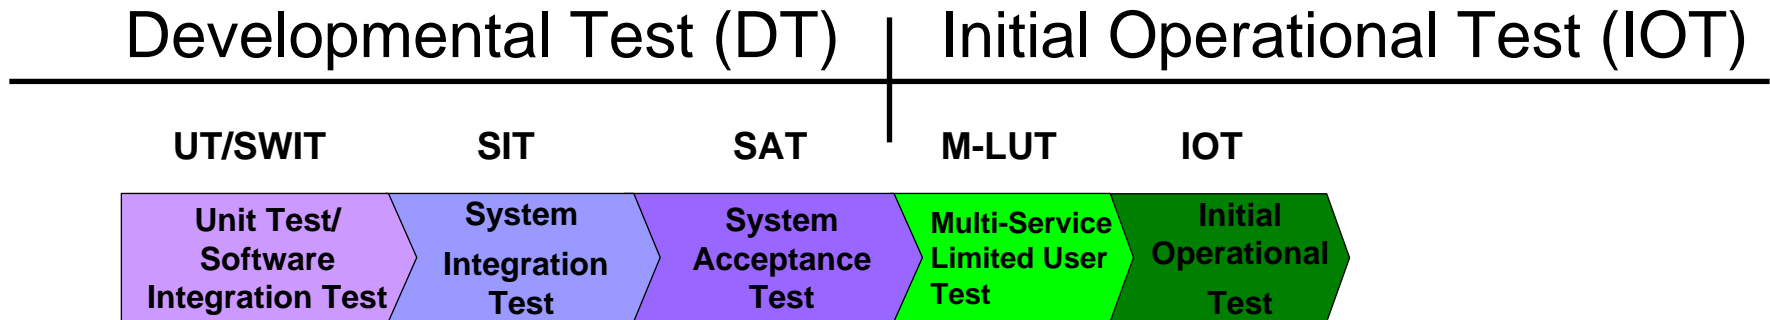 Developmental Test (DT)
Initial Operational Test (IOT)
UT/SWIT
SIT
SAT
M-LUT
IOT
Unit Test/
Software
Integration Test
System
Integration
Test
System
Acceptance
Test
Multi-Service
Limited User
Test
Initial
Operational
Test